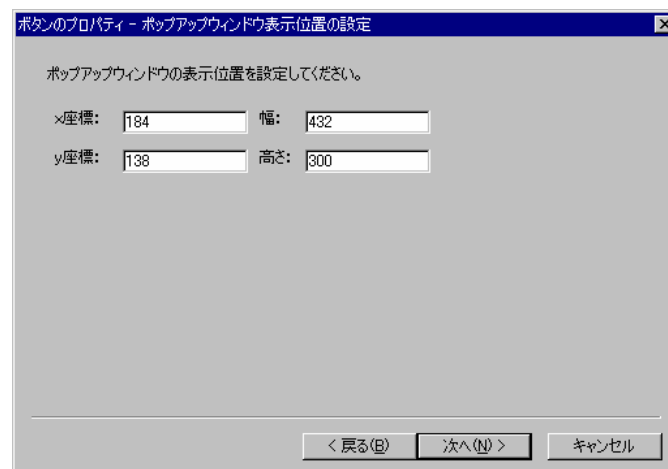 ボタンのプロパティ - ポップアップウィンドウ表示位置の設定
ポップアップウィンドウの表示位置を設定してください。
x座標: 184 幅: 432
y座標: 138 高さ: 300
< 戻る(B) 次へ(N) > キャンセル